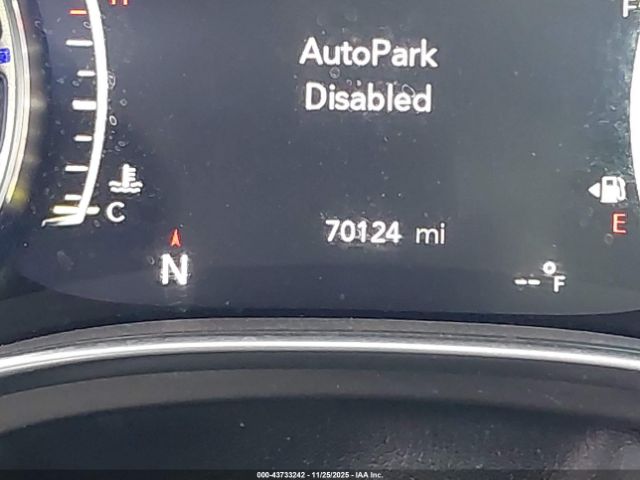 H
F
AutoPark
Disabled
C
E
70124 mi
N
--°F
000-43733242 - 11/25/2025 - IAA Inc.